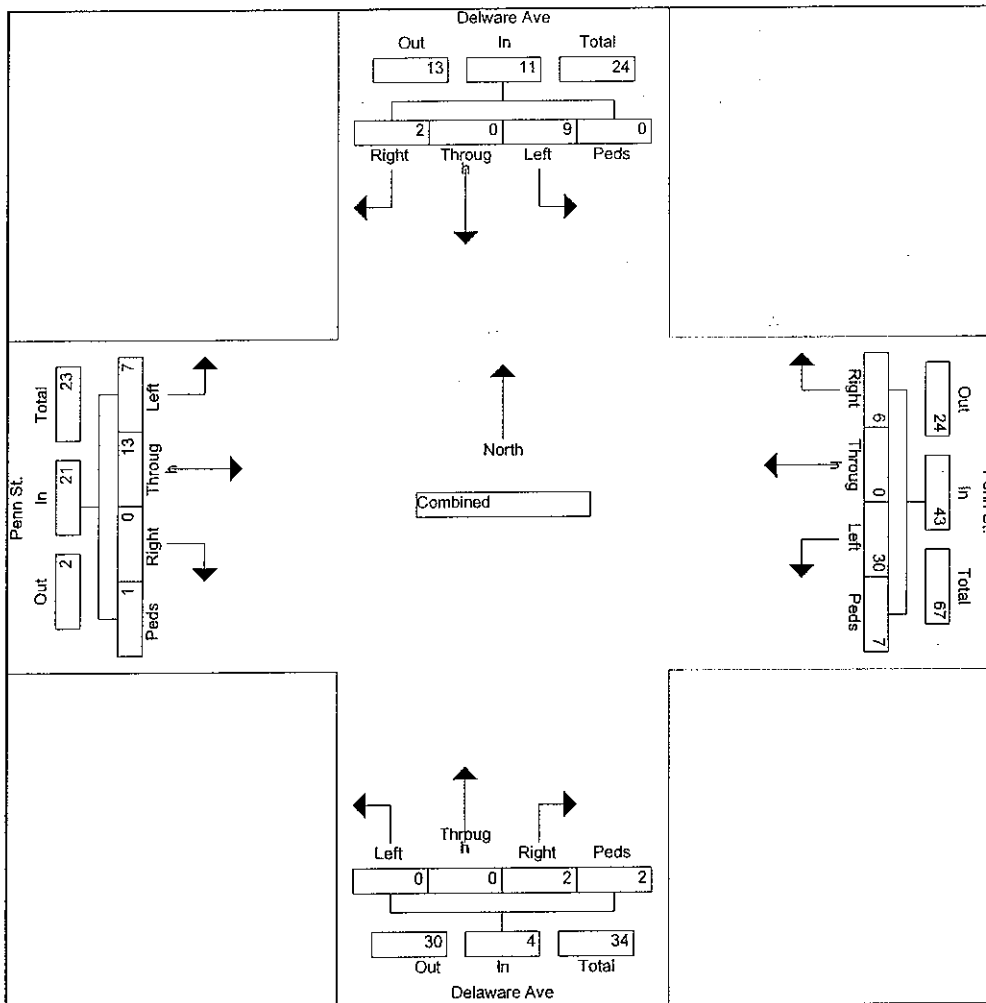 Delware Ave
Out In Total
13 11 24
2 0 9 0
Right Throug
h Left Peds
Penn St.
Total In Out
23 21 2
7 13 0 1
Left Throug
h Right Peds
North
Combined
Right Throug
h Left Peds
6 0 30 7
Out In Total
24 43 67
Left Throug
h Right Peds
0 0 2 2
30 4 34
Out In Total
Delaware Ave